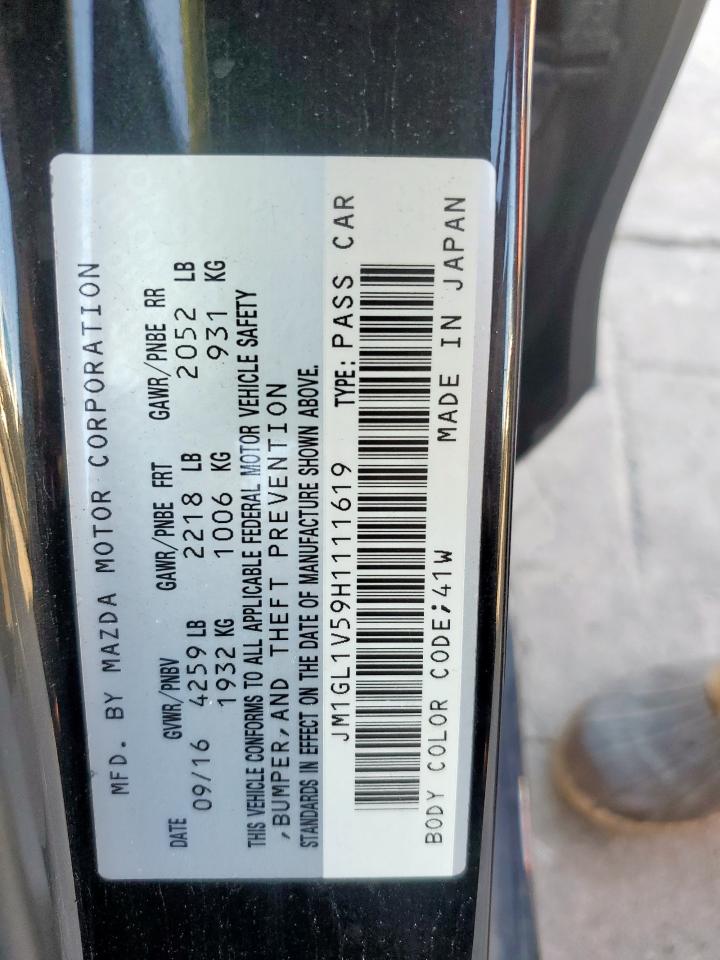 MFD. BY MAZDA MOTOR CORPORATION
DATE GVWR/PNBV GAWR/PNBE FRT GAWR/PNBE RR
09/16 4259 LB 2218 LB 2052 LB
1932 KG 1006 KG 931 KG
THIS VEHICLE CONFORMS TO ALL APPLICABLE FEDERAL MOTOR VEHICLE SAFETY
,BUMPER,AND THEFT PREVENTION
STANDARDS IN EFFECT ON THE DATE OF MANUFACTURE SHOWN ABOVE.
JM1GL1V59H1111619 TYPE: PASS CAR
BODY COLOR CODE;41W MADE IN JAPAN